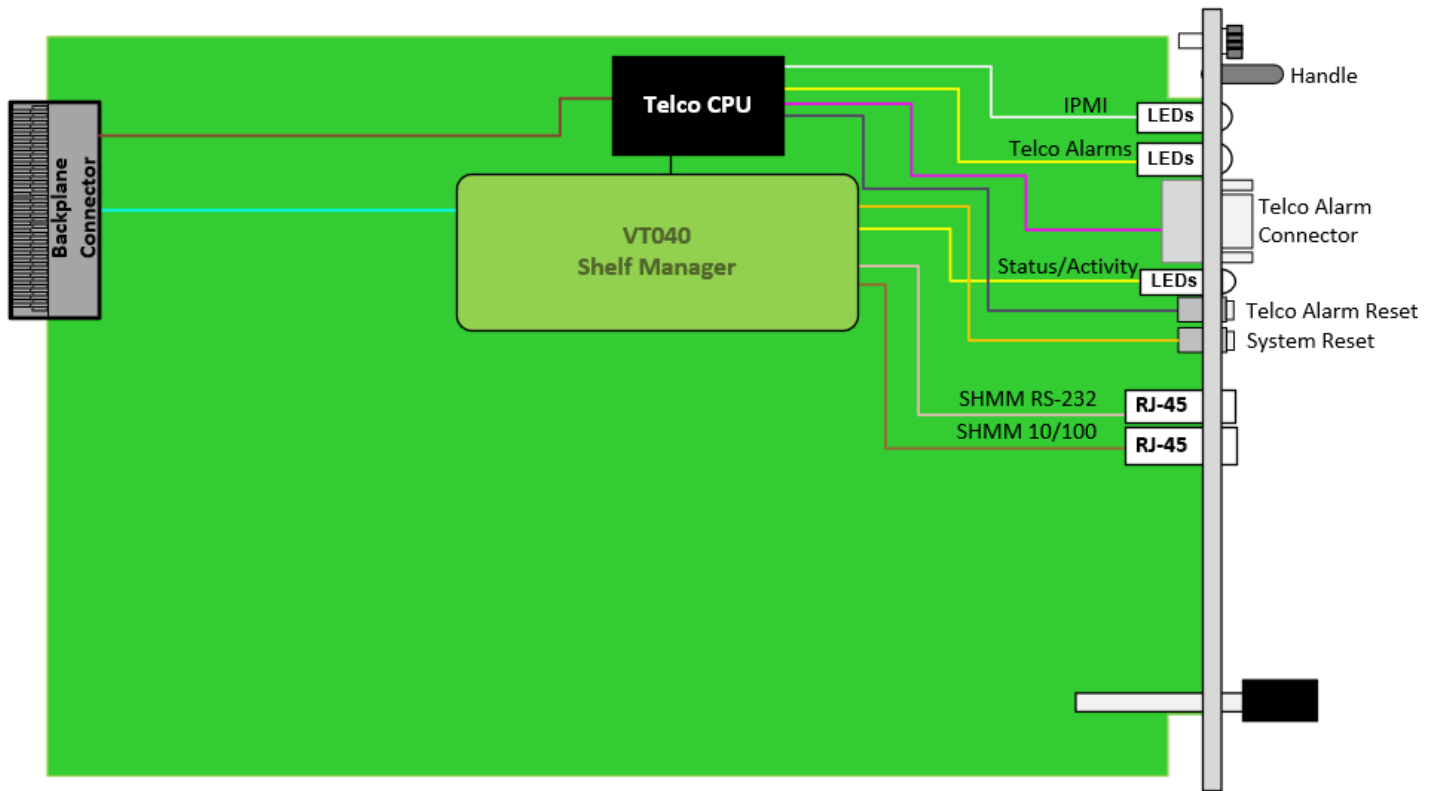 Handle
Telco CPU
IPMI
LEDs
Telco Alarms
LEDs
Backplane
Connector
Telco Alarm
Connector
VT040
Shelf Manager
Status/Activity
LEDs
Telco Alarm Reset
System Reset
SHMM RS-232
RJ-45
SHMM 10/100
RJ-45